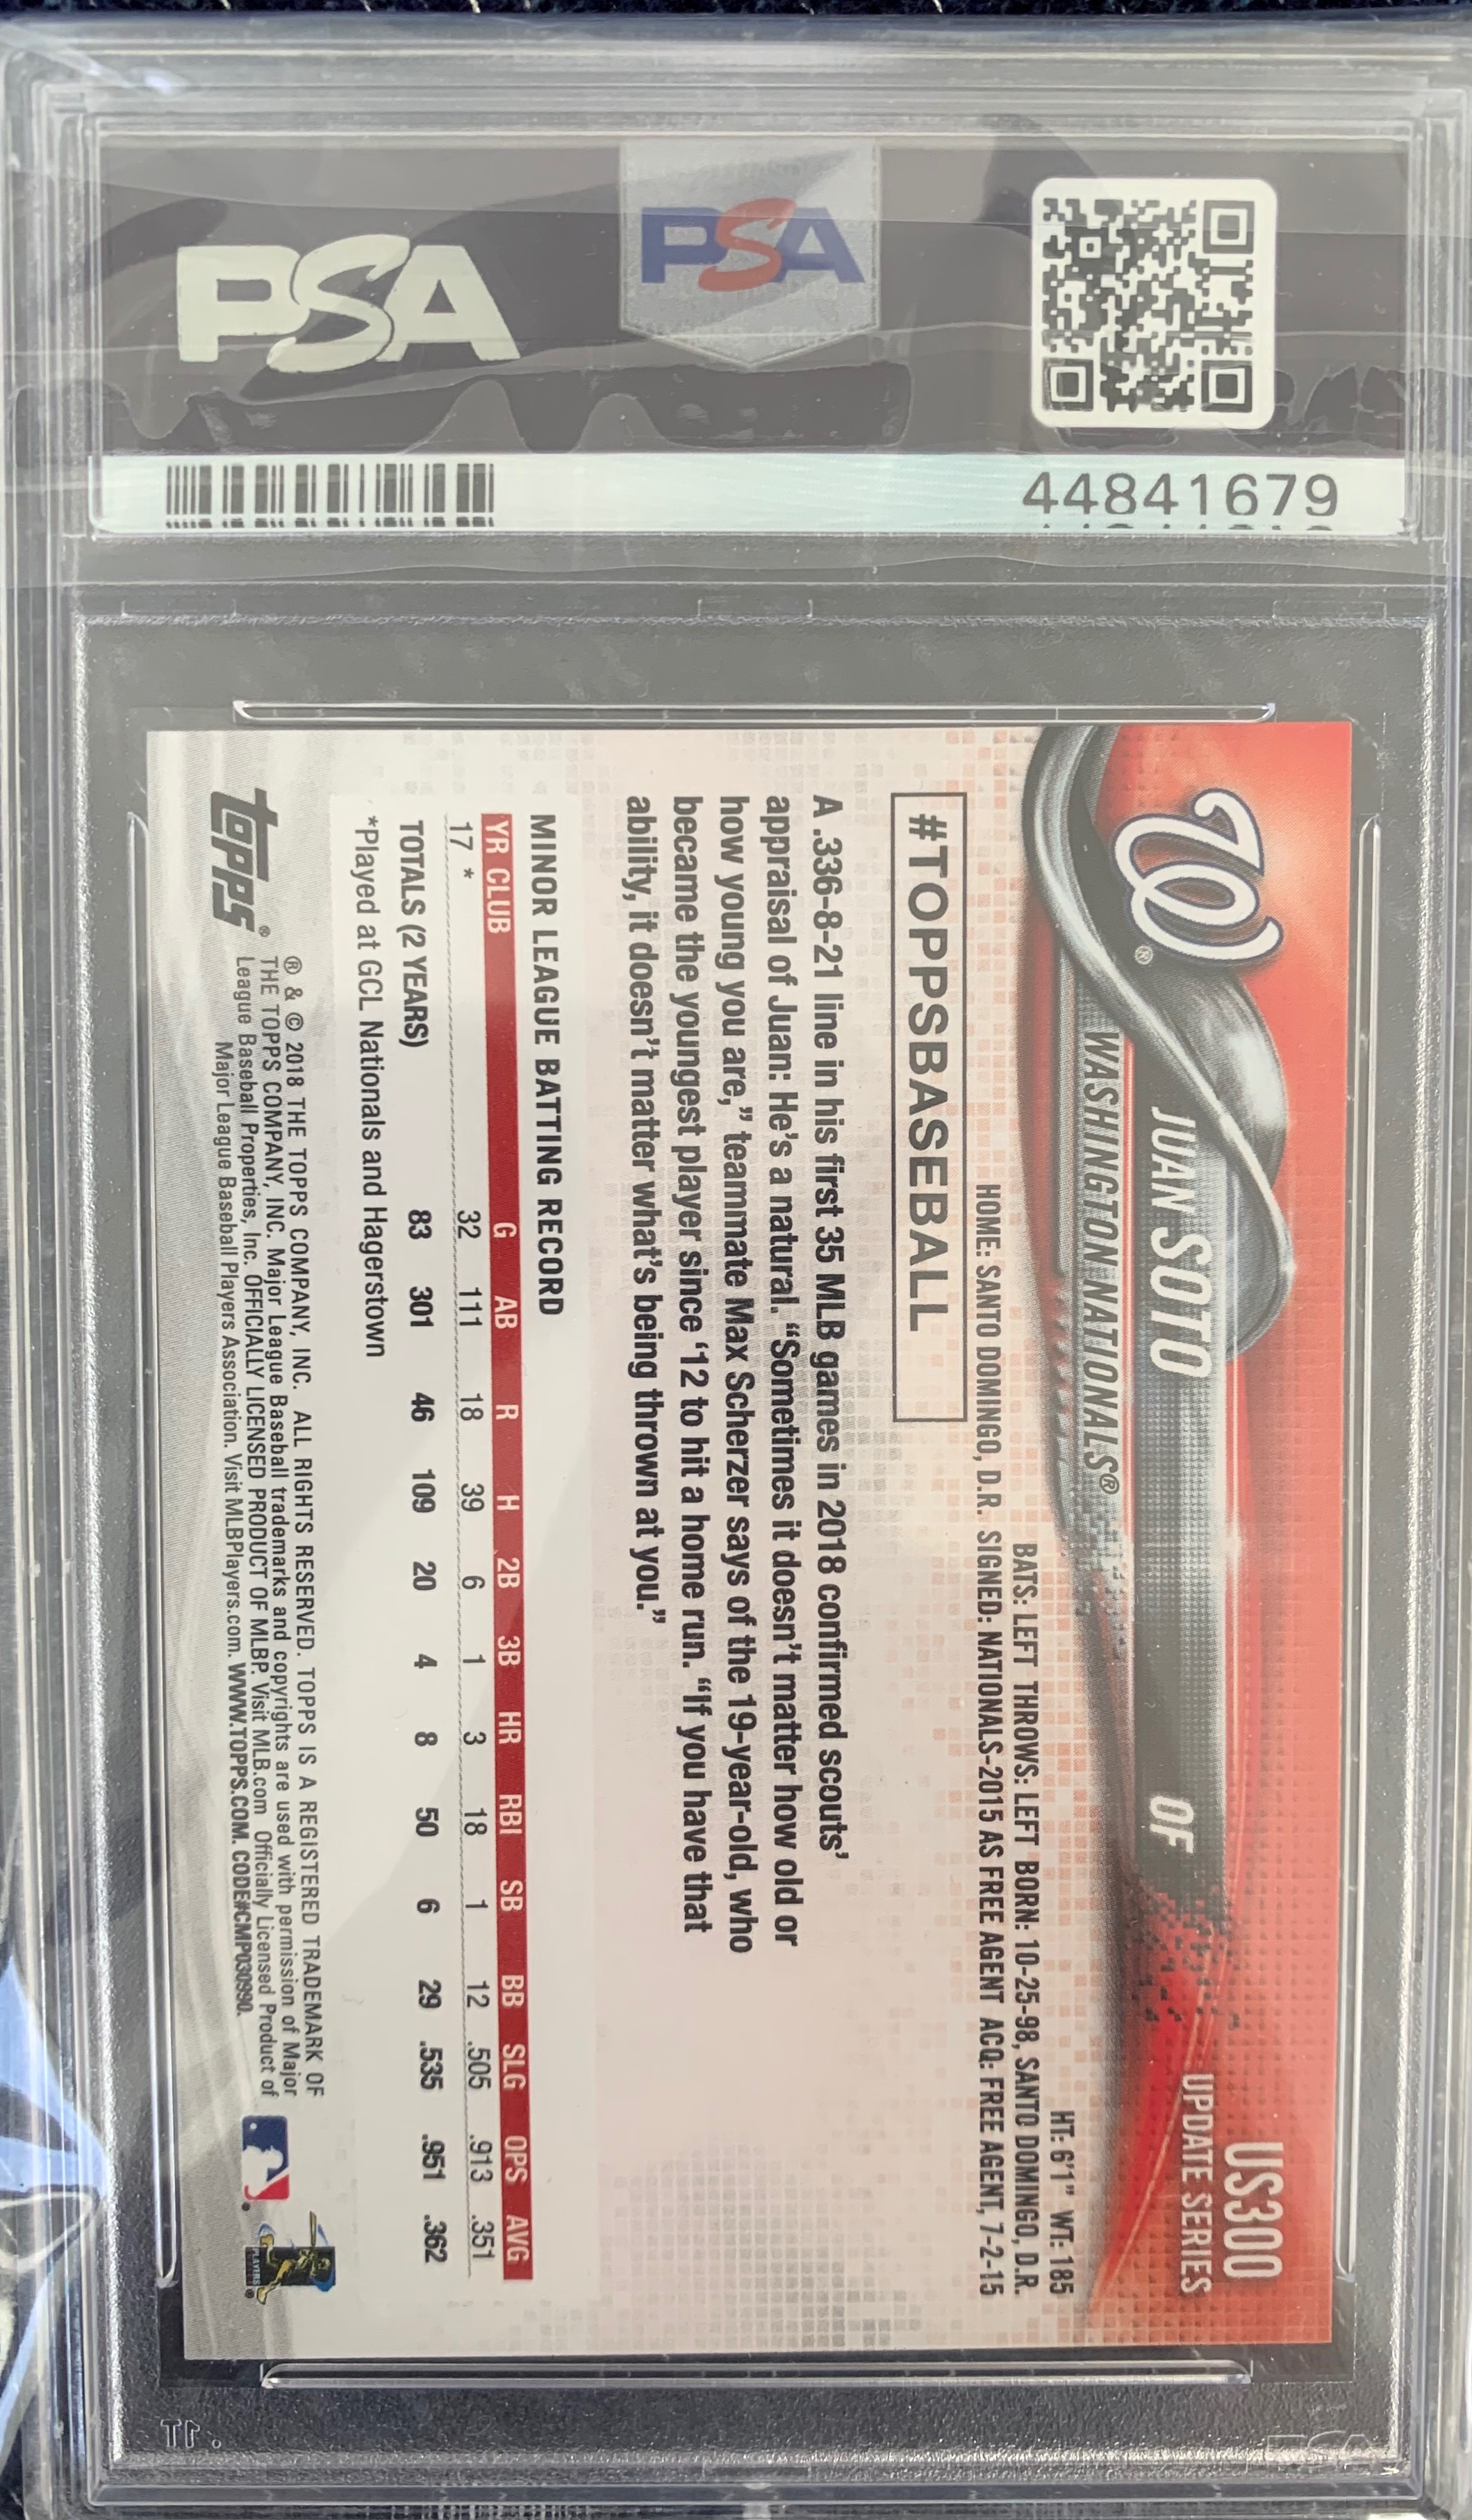 PSA
PSA
44841679
US300
UPDATE SERIES
W®
JUAN SOTO
OF
WASHINGTON NATIONALS®
HT: 6'1" WT: 185
BATS: LEFT THROWS: LEFT BORN: 10-25-98, SANTO DOMINGO, D.R.
HOME: SANTO DOMINGO, D.R. SIGNED: NATIONALS-2015 AS FREE AGENT ACQ: FREE AGENT, 7-2-15
#TOPPSBASEBALL
A .336-8-21 line in his first 35 MLB games in 2018 confirmed scouts’
appraisal of Juan: He’s a natural. “Sometimes it doesn’t matter how old or
how young you are,” teammate Max Scherzer says of the 19-year-old, who
became the youngest player since ‘12 to hit a home run. “If you have that
ability, it doesn’t matter what’s being thrown at you.”
MINOR LEAGUE BATTING RECORD
YR CLUB G AB R H 2B 3B HR RBI SB BB SLG OPS AVG
17 * 32 111 18 39 6 1 3 18 1 12 .505 .913 .351
TOTALS (2 YEARS) 83 301 46 109 20 4 8 50 6 29 .535 .951 .362
*Played at GCL Nationals and Hagerstown
topps®
® & © 2018 THE TOPPS COMPANY, INC. ALL RIGHTS RESERVED. TOPPS IS A REGISTERED TRADEMARK OF
THE TOPPS COMPANY, INC. Major League Baseball trademarks and copyrights are used with permission of Major
League Baseball Properties, Inc. OFFICIALLY LICENSED PRODUCT OF MLBP. Visit MLB.com Officially Licensed Product of
Major League Baseball Players Association. Visit MLBPlayers.com. WWW.TOPPS.COM. CODE#CMP030990.
PLAYERS
PSA